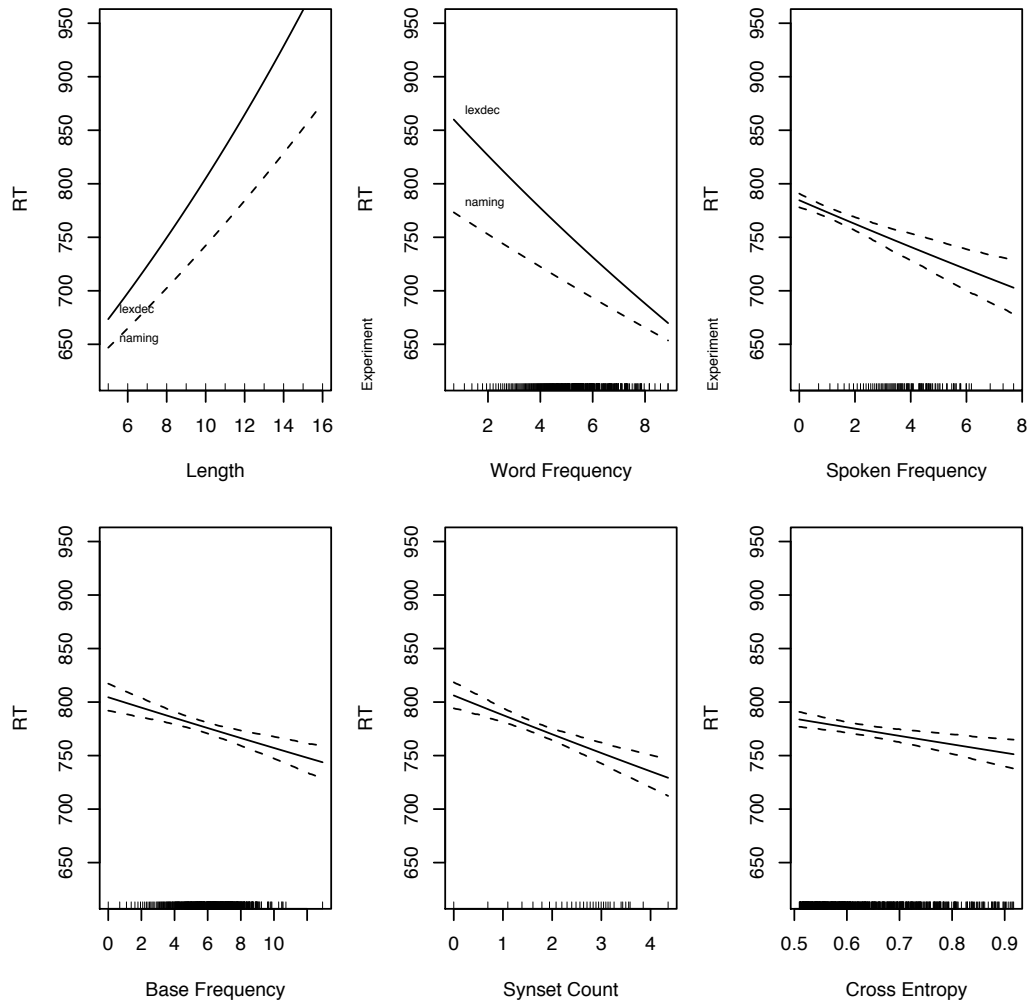 650 700 750 800 850 900 950
RT
lexdec
naming
6 8 10 12 14 16
Length
Experiment
650 700 750 800 850 900 950
RT
lexdec
naming
2 4 6 8
Word Frequency
Experiment
650 700 750 800 850 900 950
RT
0 2 4 6 8
Spoken Frequency
650 700 750 800 850 900 950
RT
0 2 4 6 8 10
Base Frequency
650 700 750 800 850 900 950
RT
0 1 2 3 4
Synset Count
650 700 750 800 850 900 950
RT
0.5 0.6 0.7 0.8 0.9
Cross Entropy